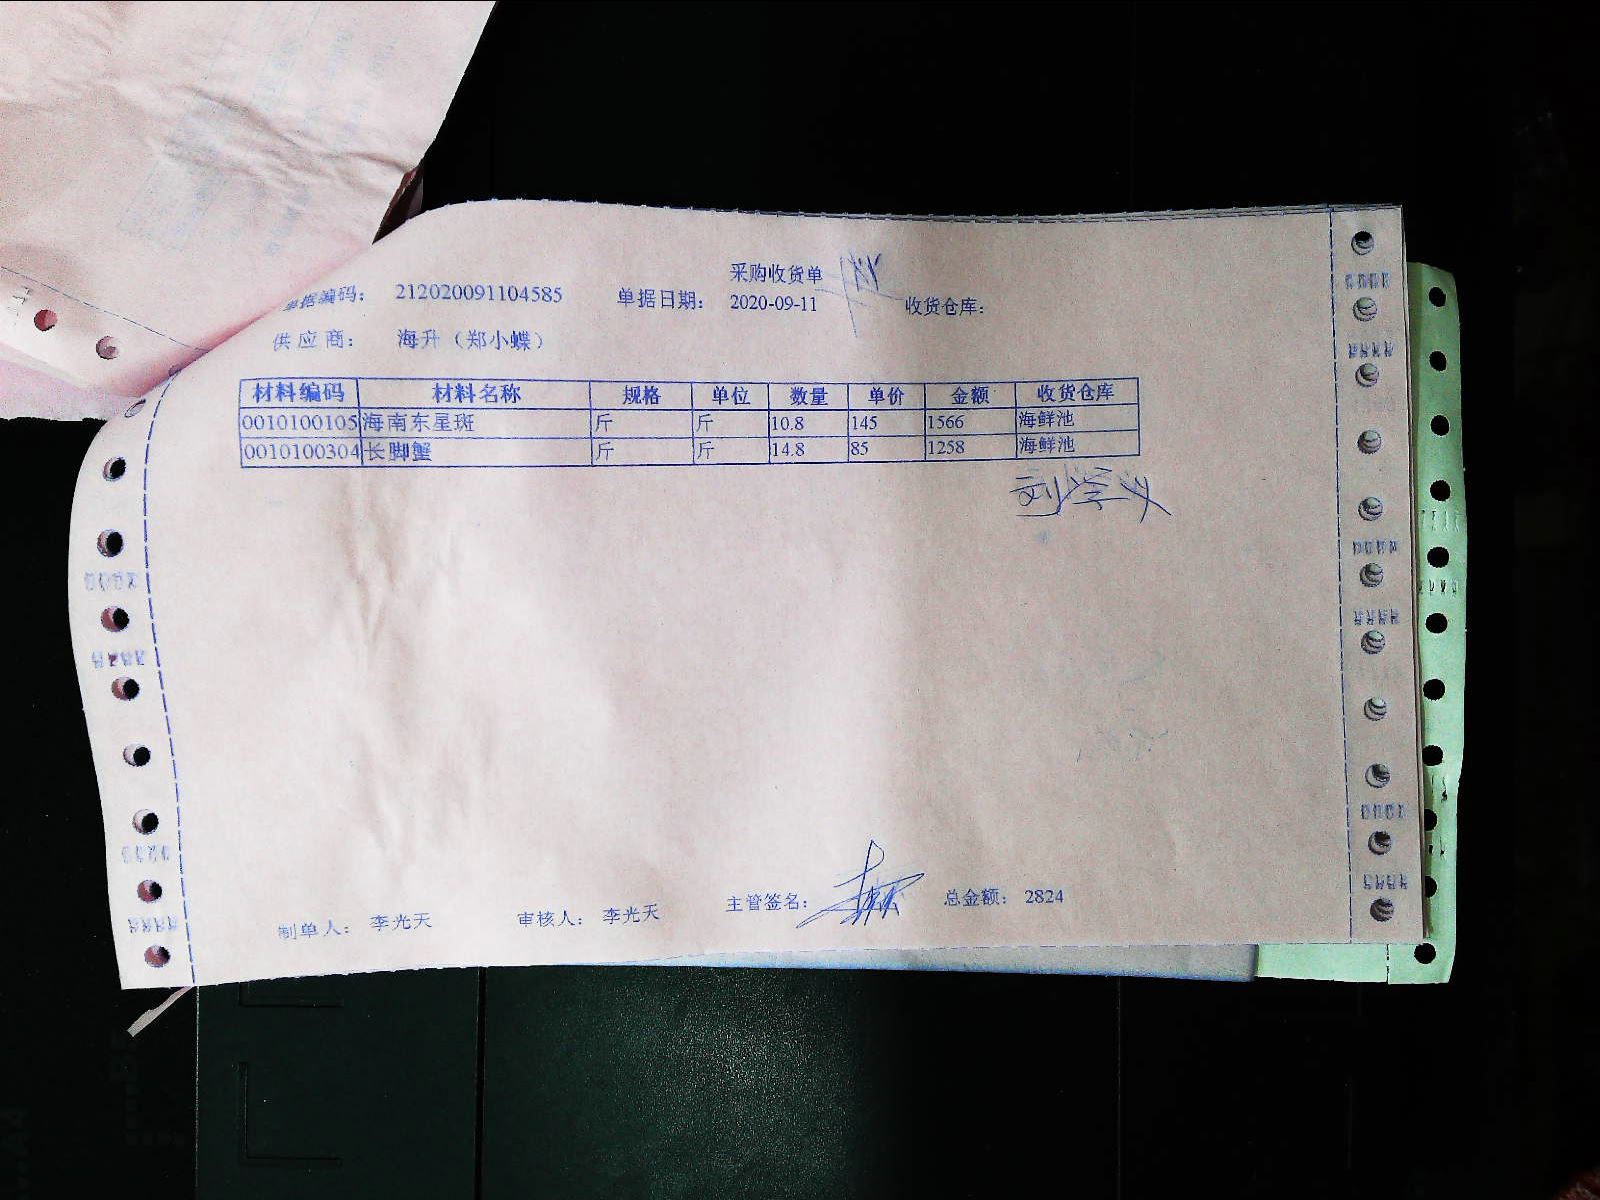 采购收货单
单据编码： 212020091104585 单据日期： 2020-09-11 收货仓库：
供应商： 海升（郑小蝶）
材料编码 材料名称 规格 单位 数量 单价 金额 收货仓库
0010100105 海南东星斑 斤 斤 10.8 145 1566 海鲜池
0010100304 长脚蟹 斤 斤 14.8 85 1258 海鲜池
刘学义
制单人： 李光天 审核人： 李光天 主管签名： 总金额： 2824